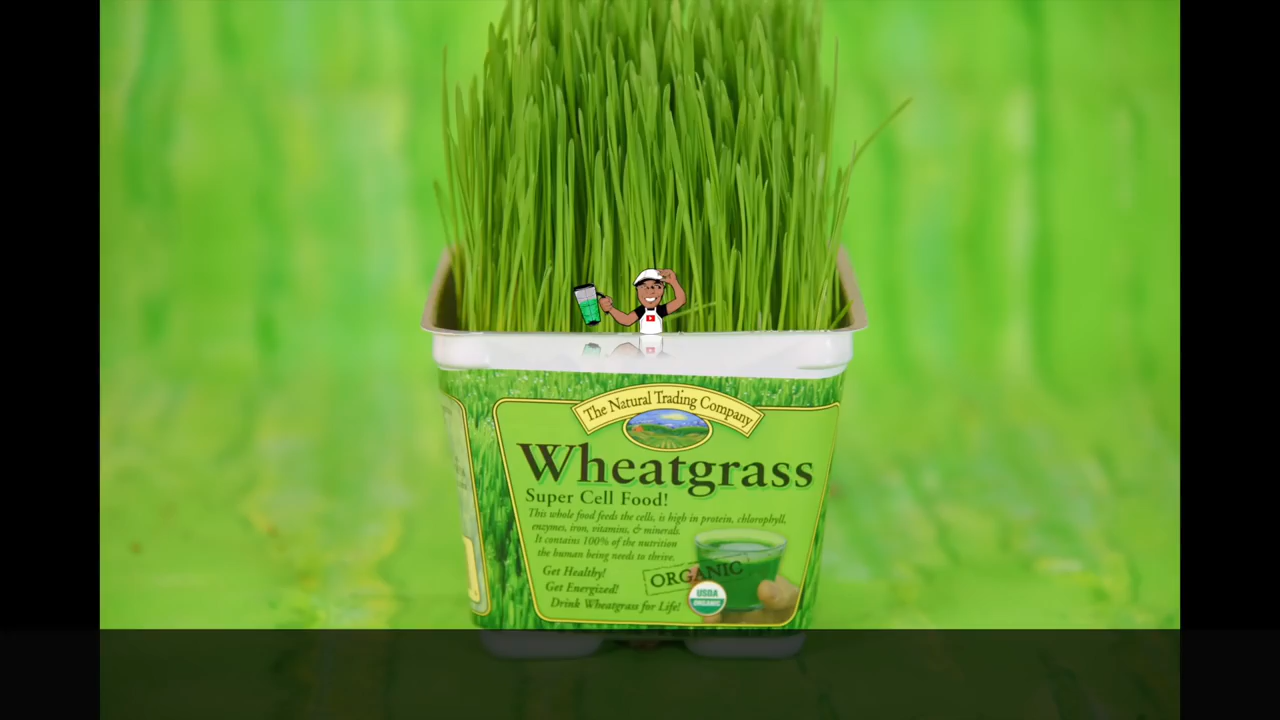 The Natural Trading Company
Wheatgrass
Super Cell Food!
This whole food feeds the cells, is high in protein, chlorophyll,
enzymes, iron, vitamins, & minerals.
It contains 100% of the nutrition
the human being needs to thrive.
Get Healthy!
Get Energized!
Drink Wheatgrass for Life!
ORGANIC
USDA
ORGANIC